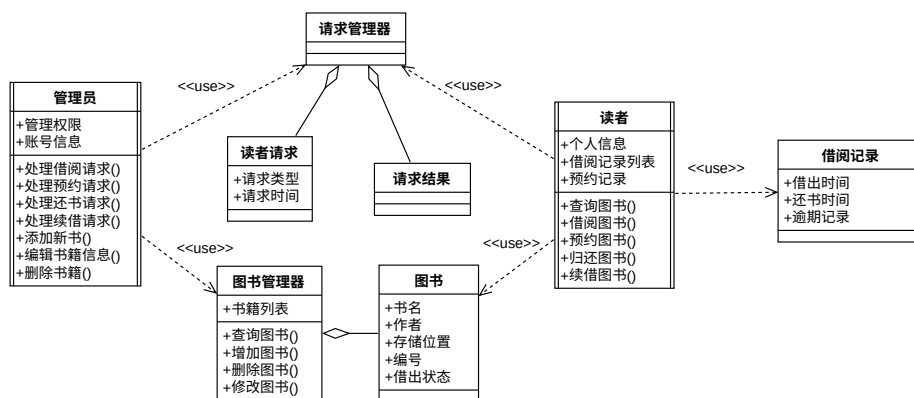 请求管理器
<<use>>
<<use>>
管理员
+管理权限
+账号信息
+处理借阅请求()
+处理预约请求()
+处理还书请求()
+处理续借请求()
+添加新书()
+编辑书籍信息()
+删除书籍()
读者请求
+请求类型
+请求时间
请求结果
读者
+个人信息
+借阅记录列表
+预约记录
+查询图书()
+借阅图书()
+预约图书()
+归还图书()
+续借图书()
<<use>>
借阅记录
+借出时间
+还书时间
+逾期记录
<<use>>
<<use>>
图书管理器
+书籍列表
+查询图书()
+增加图书()
+删除图书()
+修改图书()
图书
+书名
+作者
+存储位置
+编号
+借出状态